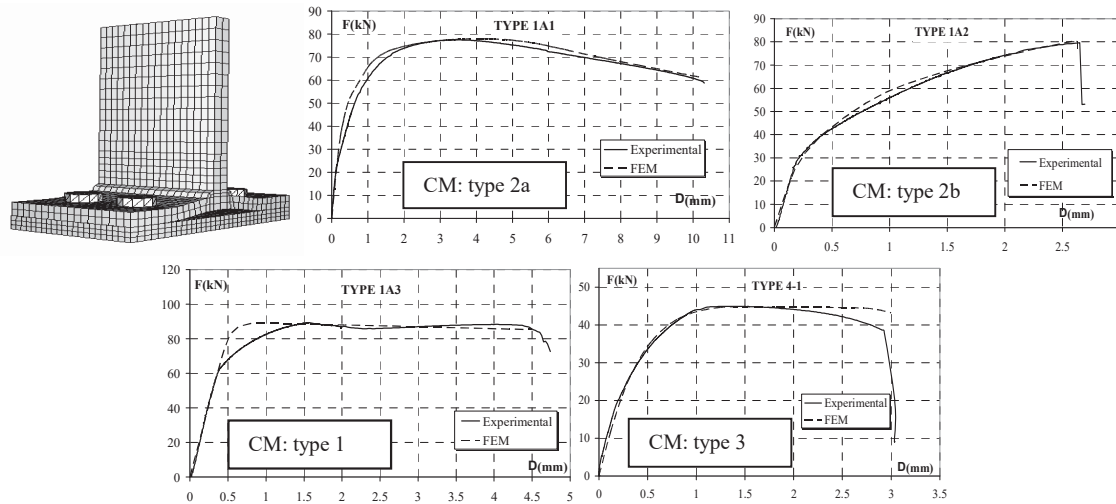 F(kN)
TYPE 1A1
90
80
70
60
50
40
30
20
10
0
Experimental
FEM
CM: type 2a
D(mm)
0 1 2 3 4 5 6 7 8 9 10 11
F(kN)
TYPE 1A2
90
80
70
60
50
40
30
20
10
0
Experimental
FEM
CM: type 2b
D(mm)
0 0.5 1 1.5 2 2.5
F(kN)
TYPE 1A3
120
100
80
60
40
20
0
Experimental
FEM
CM: type 1
D(mm)
0 0.5 1 1.5 2 2.5 3 3.5 4 4.5 5
F(kN)
TYPE 4-1
50
40
30
20
10
0
Experimental
FEM
CM: type 3
D(mm)
0 0.5 1 1.5 2 2.5 3 3.5